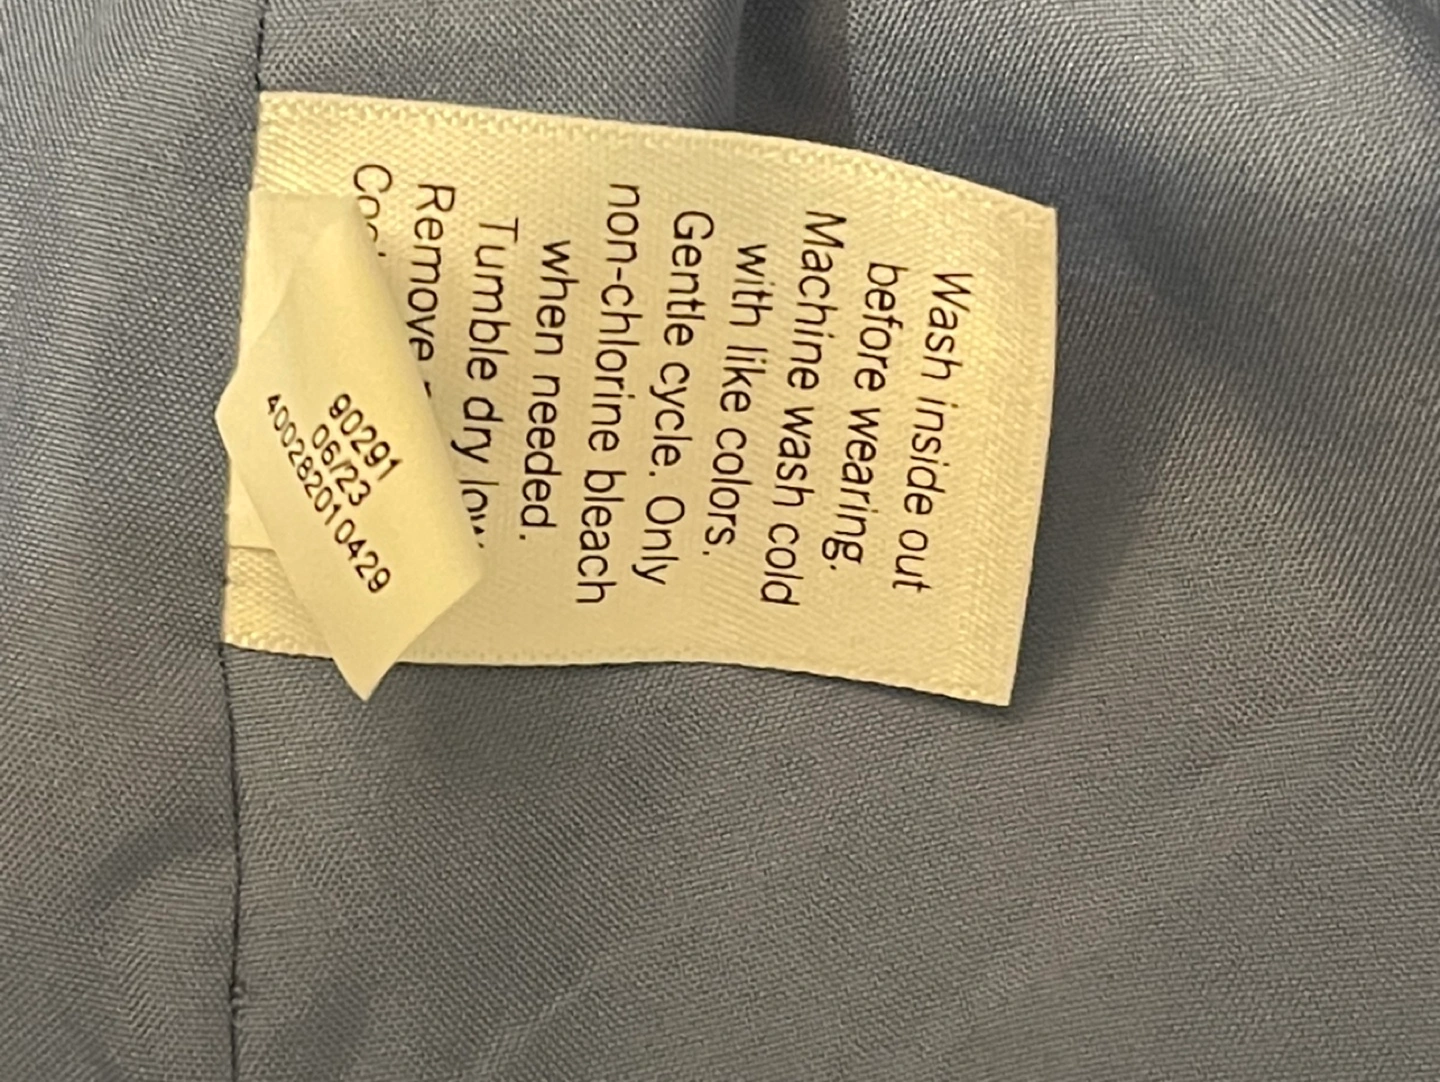 Wash inside out
before wearing.
Machine wash cold
with like colors.
Gentle cycle. Only
non-chlorine bleach
when needed.
Tumble dry low.
Remove
90291
06/23
400282010429